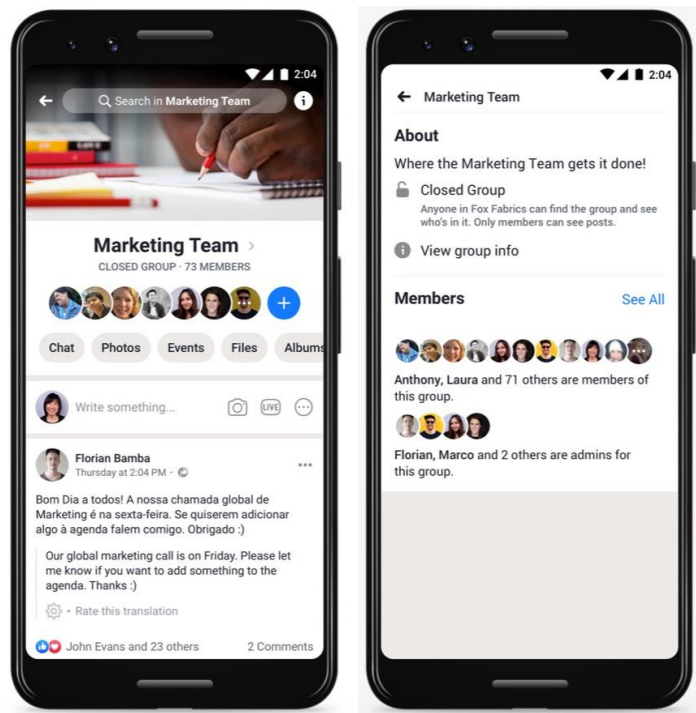 2:04
Search in Marketing Team
Marketing Team
CLOSED GROUP · 73 MEMBERS
Chat Photos Events Files Albums
Write something...
LIVE
Florian Bamba
Thursday at 2:04 PM ·
Bom Dia a todos! A nossa chamada global de
Marketing é na sexta-feira. Se quiserem adicionar
algo à agenda falem comigo. Obrigado :)
Our global marketing call is on Friday. Please let
me know if you want to add something to the
agenda. Thanks :)
• Rate this translation
John Evans and 23 others 2 Comments
2:04
Marketing Team
About
Where the Marketing Team gets it done!
Closed Group
Anyone in Fox Fabrics can find the group and see
who's in it. Only members can see posts.
View group info
Members See All
Anthony, Laura and 71 others are members of
this group.
Florian, Marco and 2 others are admins for
this group.